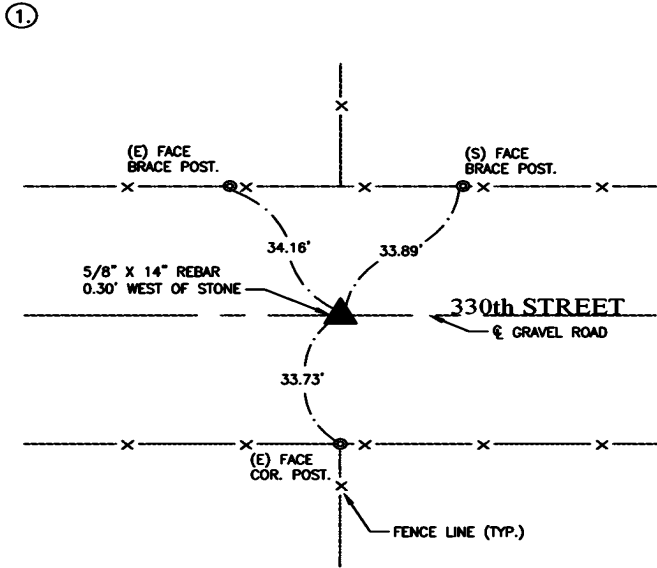 1.
(E) FACE
BRACE POST.
(S) FACE
BRACE POST.
34.16'
33.89'
5/8" X 14" REBAR
0.30' WEST OF STONE
330th STREET
℄ GRAVEL ROAD
33.73'
(E) FACE
COR. POST.
FENCE LINE (TYP.)